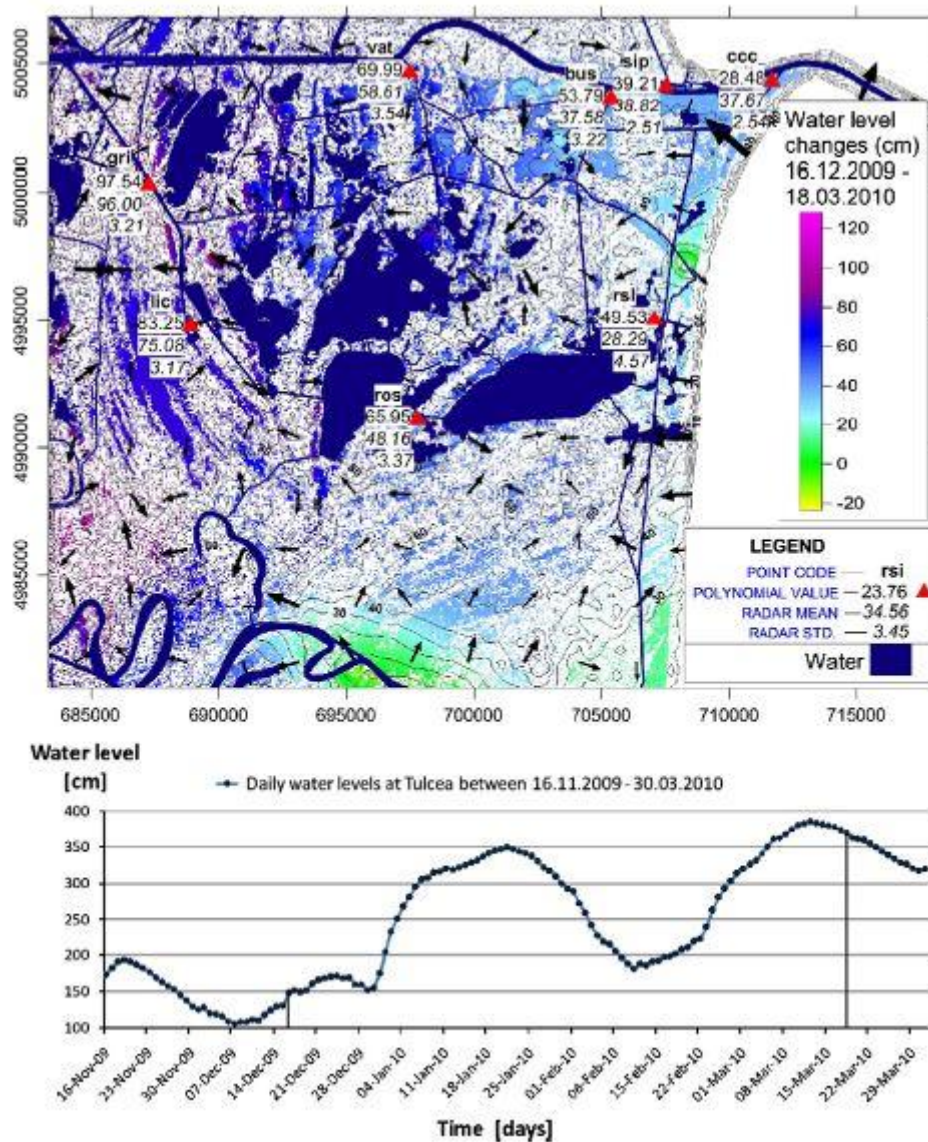 5005000
5000000
4995000
4990000
4985000
685000 690000 695000 700000 705000 710000 715000
vat
69.99
58.61
3.54
bus
53.79
37.58
3.22
sip
39.21
38.82
2.51
ccc
28.48
37.67
2.54
gri
97.54
96.00
3.21
lic
83.25
75.08
3.17
rsl
49.53
28.29
4.57
ros
65.95
48.16
3.37
20 40
Water level
changes (cm)
16.12.2009 -
18.03.2010
120
100
80
60
40
20
0
-20
LEGEND
POINT CODE rsi
POLYNOMIAL VALUE 23.76
RADAR MEAN 34.56
RADAR STD. 3.45
Water
Water level
[cm]
Daily water levels at Tulcea between 16.11.2009 - 30.03.2010
400
350
300
250
200
150
100
16-Nov-09 23-Nov-09 30-Nov-09 07-Dec-09 14-Dec-09 21-Dec-09 28-Dec-09 04-Jan-10 11-Jan-10 18-Jan-10 25-Jan-10 01-Feb-10 08-Feb-10 15-Feb-10 22-Feb-10 01-Mar-10 08-Mar-10 15-Mar-10 22-Mar-10 29-Mar-10
Time [days]